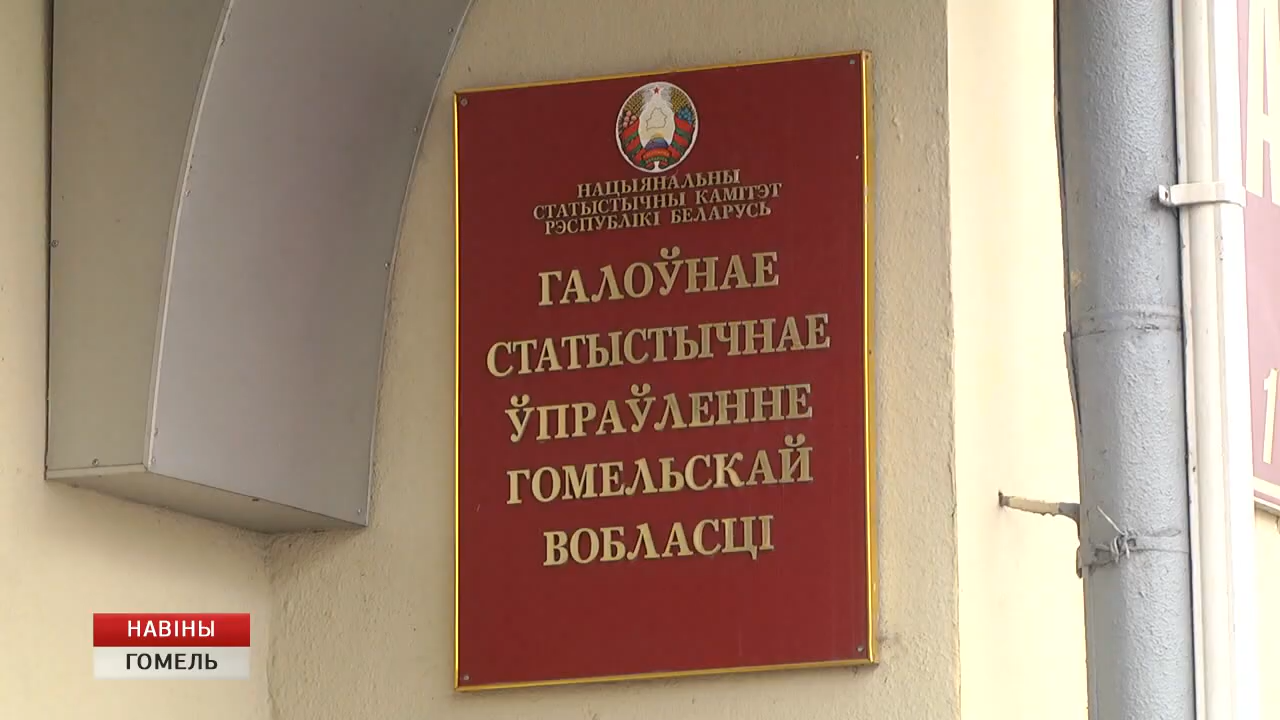 НАЦЫЯНАЛЬНЫ
СТАТЫСТЫЧНЫ КАМІТЭТ
РЭСПУБЛІКІ БЕЛАРУСЬ
ГАЛОЎНАЕ
СТАТЫСТЫЧНАЕ
ЎПРАЎЛЕННЕ
ГОМЕЛЬСКАЙ
ВОБЛАСЦІ
НАВІНЫ
ГОМЕЛЬ